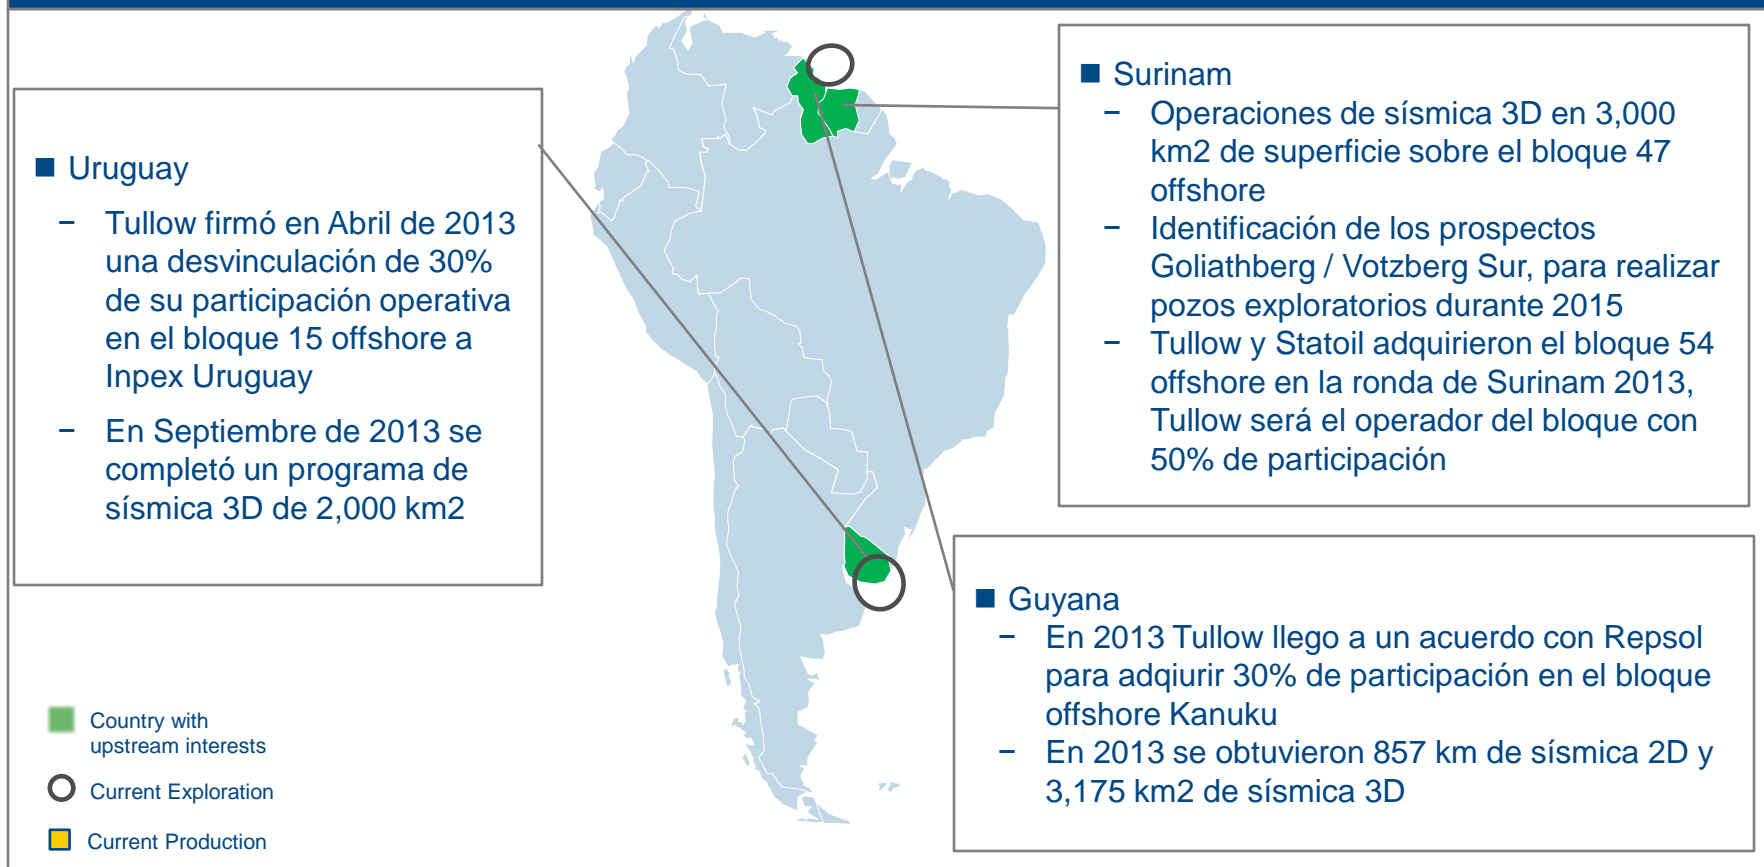 ■ Uruguay
− Tullow firmó en Abril de 2013
una desvinculación de 30%
de su participación operativa
en el bloque 15 offshore a
Inpex Uruguay
− En Septiembre de 2013 se
completó un programa de
sísmica 3D de 2,000 km2
■ Surinam
− Operaciones de sísmica 3D en 3,000
km2 de superficie sobre el bloque 47
offshore
− Identificación de los prospectos
Goliathberg / Votzberg Sur, para realizar
pozos exploratorios durante 2015
− Tullow y Statoil adquirieron el bloque 54
offshore en la ronda de Surinam 2013,
Tullow será el operador del bloque con
50% de participación
■ Guyana
− En 2013 Tullow llego a un acuerdo con Repsol
para adqiurir 30% de participación en el bloque
offshore Kanuku
− En 2013 se obtuvieron 857 km de sísmica 2D y
3,175 km2 de sísmica 3D
Country with
upstream interests
Current Exploration
Current Production